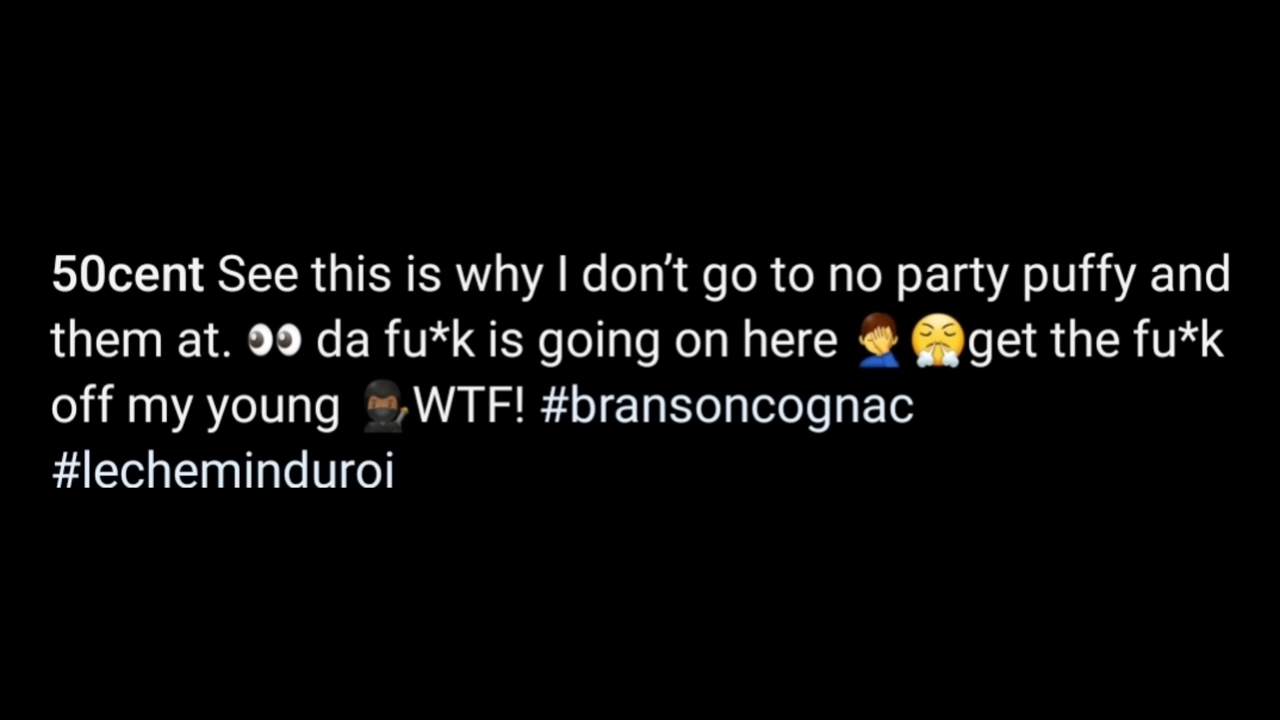 50cent See this is why I don’t go to no party puffy and
them at. 👀 da fu*k is going on here 🤦‍♂️😤get the fu*k
off my young 🥷🏾WTF! #bransoncognac
#lecheminduroi